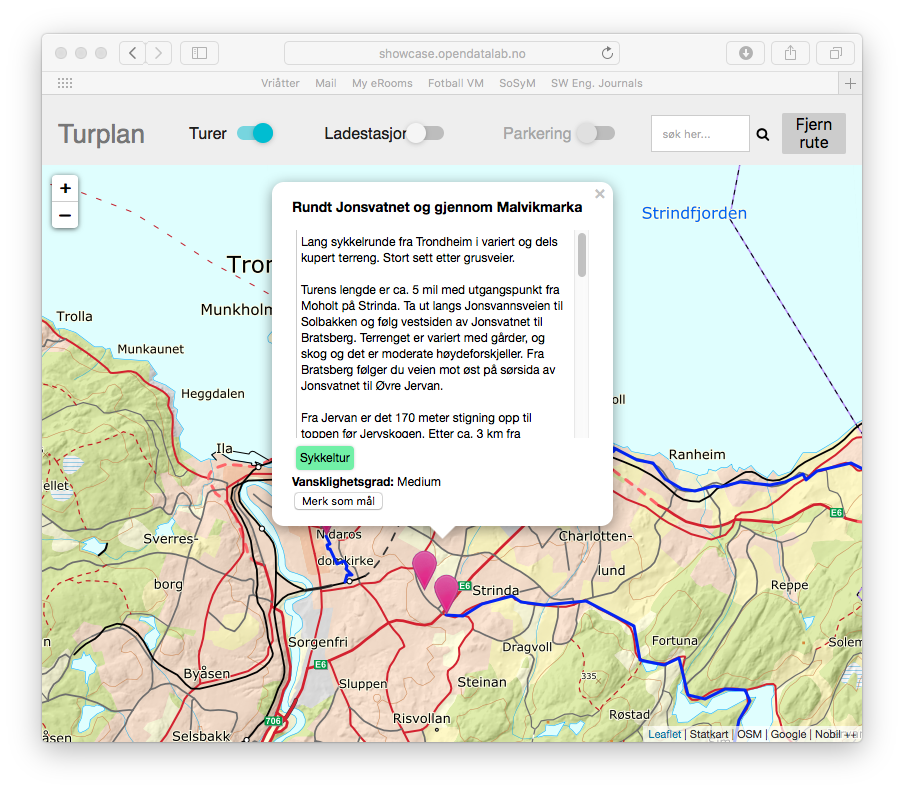 showcase.opendatalab.no
Vriåtter Mail My eRooms Fotball VM SoSyM SW Eng. Journals
Turplan Turer Ladestasjor Parkering søk her... Fjern rute
+
−
Rundt Jonsvatnet og gjennom Malvikmarka
×
Lang sykkelrunde fra Trondheim i variert og dels
kupert terreng. Stort sett etter grusveier.
Turens lengde er ca. 5 mil med utgangspunkt fra
Moholt på Strinda. Ta ut langs Jonsvannsveien til
Solbakken og følg vestsiden av Jonsvatnet til
Bratsberg. Terrenget er variert med gårder, og
skog og det er moderate høydeforskjeller. Fra
Bratsberg følger du veien mot øst på sørsida av
Jonsvatnet til Øvre Jervan.
Fra Jervan er det 170 meter stigning opp til
toppen før Jervskogen. Etter ca. 3 km fra
Sykkeltur
Vansklighetsgrad: Medium
Merk som mål
Strindfjorden
Tror
Munkholm
Trolla
Munkaunet
Heggdalen
oll
Ila
Ranheim
ellet
E6
Sverres-
borg
Nidaros
domkirke
Charlotten-
lund
Reppe
E6
Strinda
Sorgenfri
Dragvoll
Fortuna
Solem
n
E6
Byåsen
Sluppen
Steinan
335
Risvollan
Røstad
706
åsen
Selsbakk
Leaflet | Statkart | OSM | Google | Nobil ++